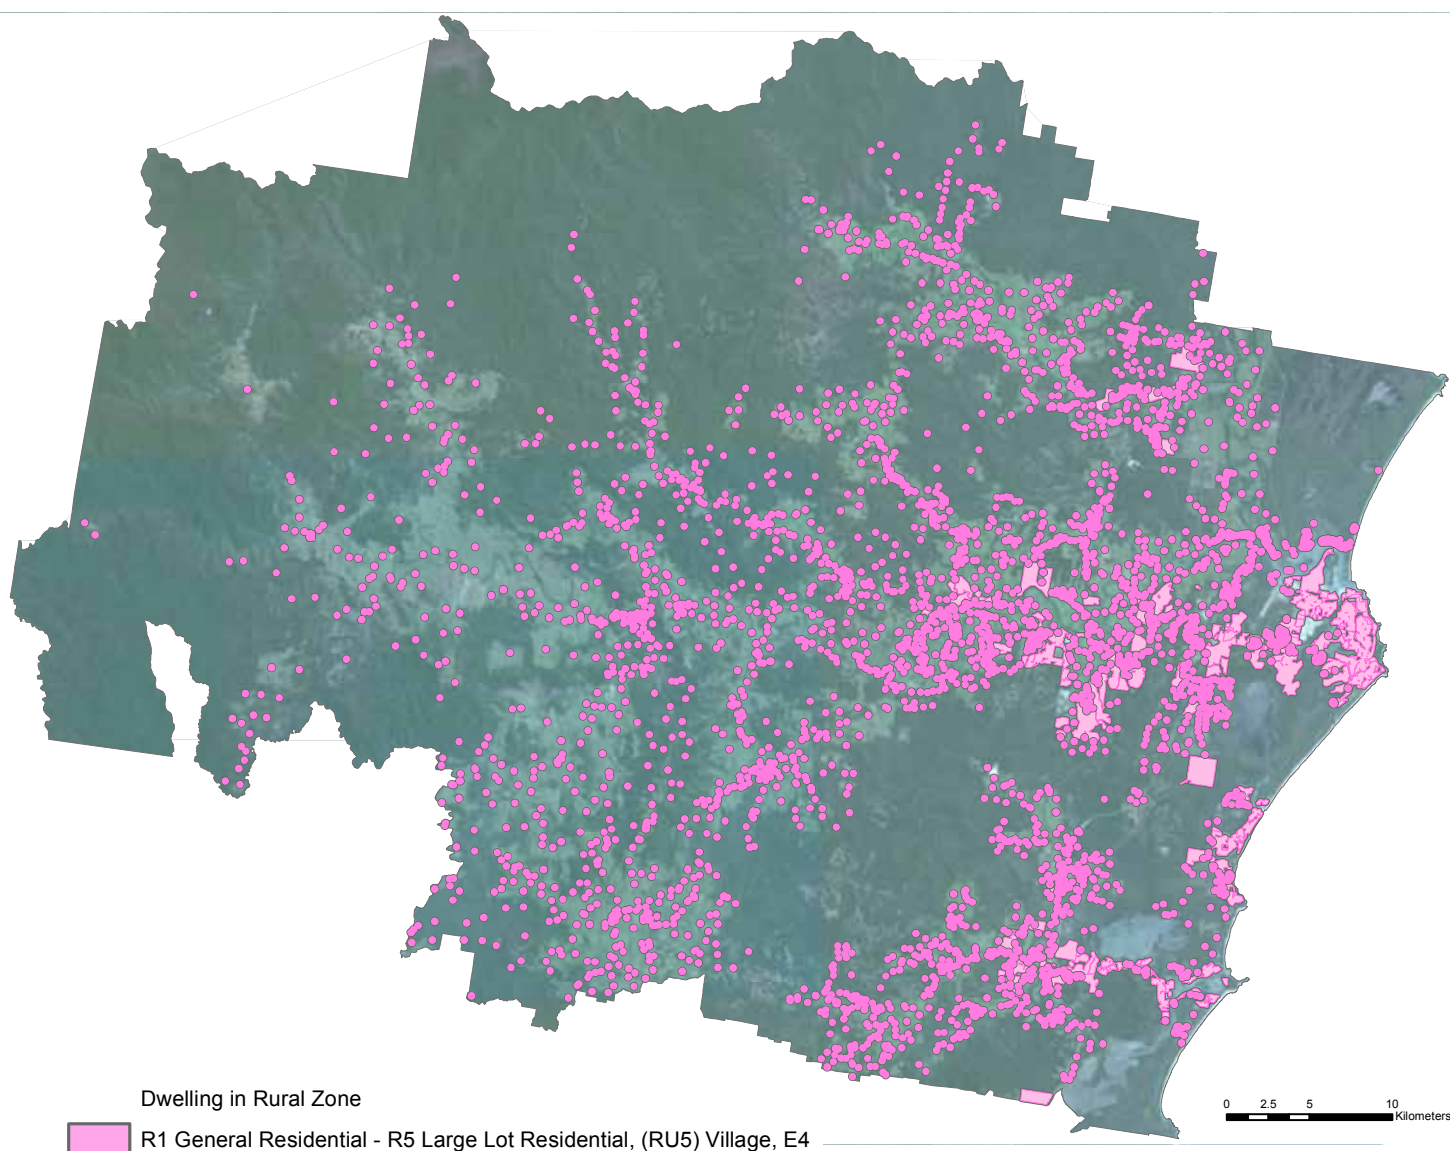 Dwelling in Rural Zone
R1 General Residential - R5 Large Lot Residential, (RU5) Village, E4
0 2.5 5 10
Kilometers